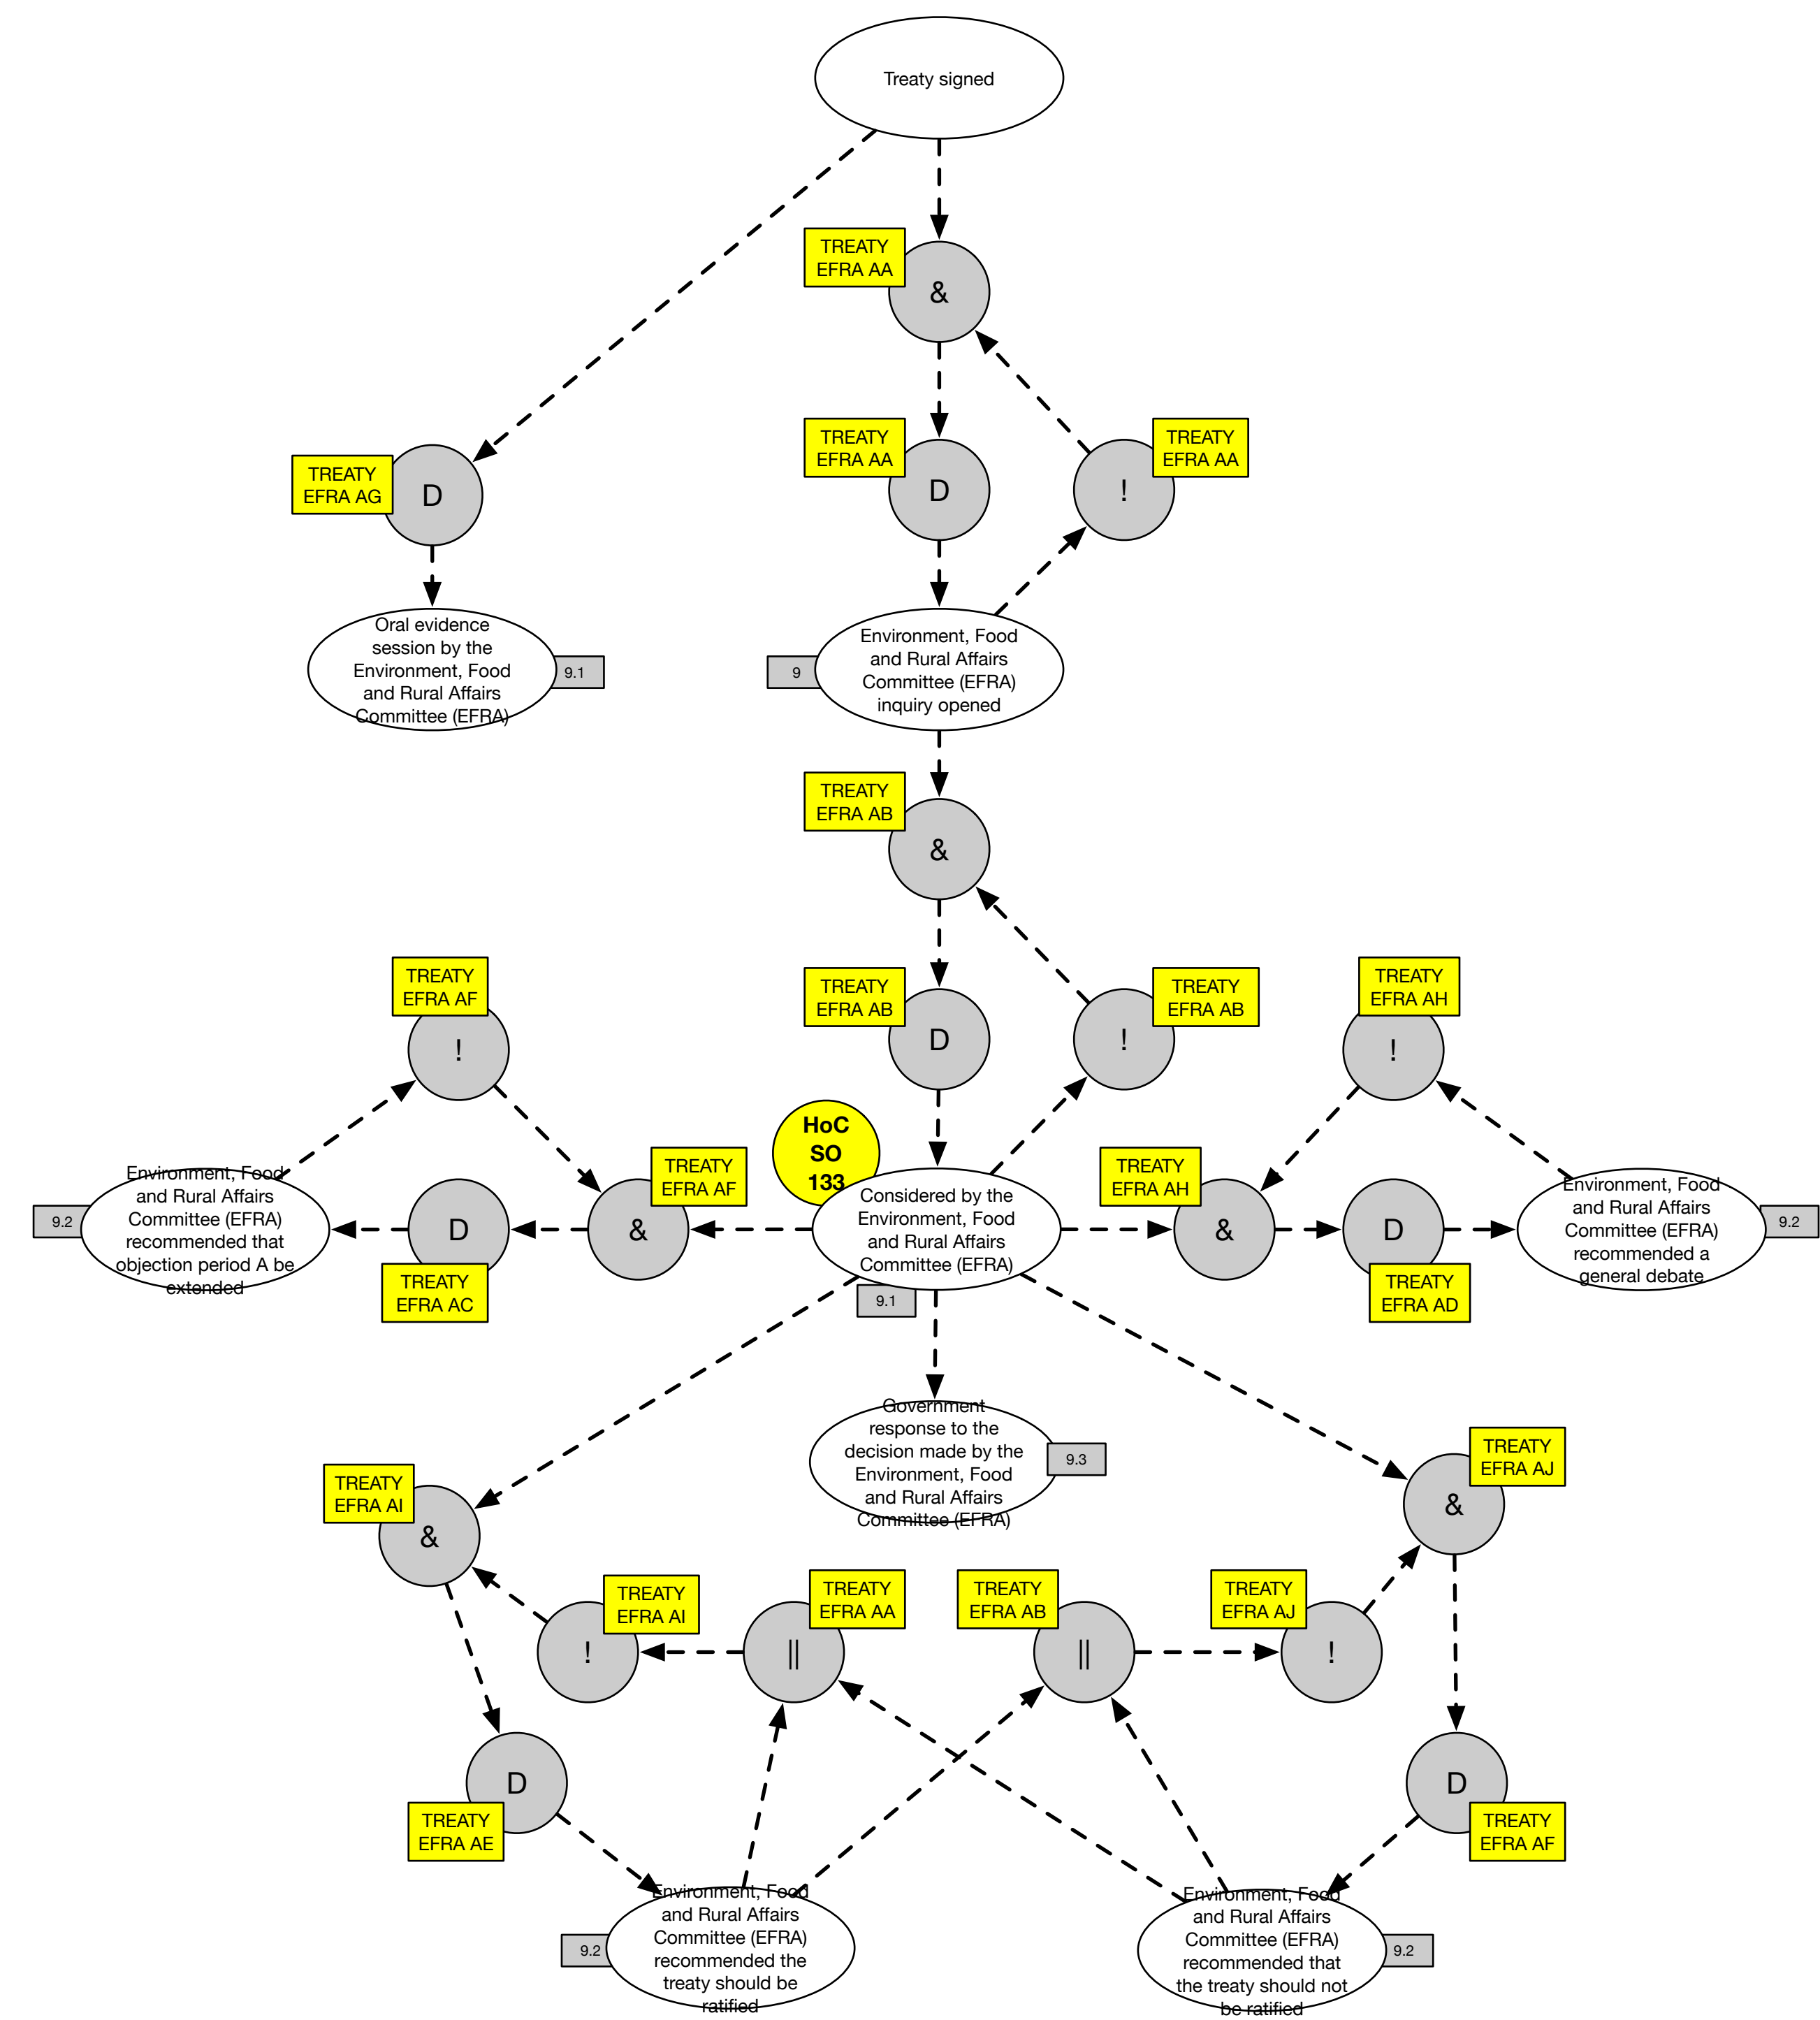 Treaty signed
TREATY
EFRA AA
&
TREATY
EFRA AG
D
TREATY
EFRA AA
D
!
TREATY
EFRA AA
Oral evidence
session by the
Environment, Food
and Rural Affairs
Committee (EFRA)
9.1
9
Environment, Food
and Rural Affairs
Committee (EFRA)
inquiry opened
TREATY
EFRA AB
&
TREATY
EFRA AF
!
TREATY
EFRA AB
D
!
TREATY
EFRA AB
TREATY
EFRA AH
!
9.2
Environment, Food
and Rural Affairs
Committee (EFRA)
recommended that
objection period A be
extended
D
TREATY
EFRA AC
&
TREATY
EFRA AF
HoC
SO
133
Considered by the
Environment, Food
and Rural Affairs
Committee (EFRA)
9.1
TREATY
EFRA AH
&
D
TREATY
EFRA AD
Environment, Food
and Rural Affairs
Committee (EFRA)
recommended a
general debate
9.2
Government
response to the
decision made by the
Environment, Food
and Rural Affairs
Committee (EFRA)
9.3
TREATY
EFRA AI
&
TREATY
EFRA AJ
&
TREATY
EFRA AI
!
TREATY
EFRA AA
||
TREATY
EFRA AB
||
TREATY
EFRA AJ
!
D
TREATY
EFRA AE
D
TREATY
EFRA AF
9.2
Environment, Food
and Rural Affairs
Committee (EFRA)
recommended the
treaty should be
ratified
Environment, Food
and Rural Affairs
Committee (EFRA)
recommended that
the treaty should not
be ratified
9.2